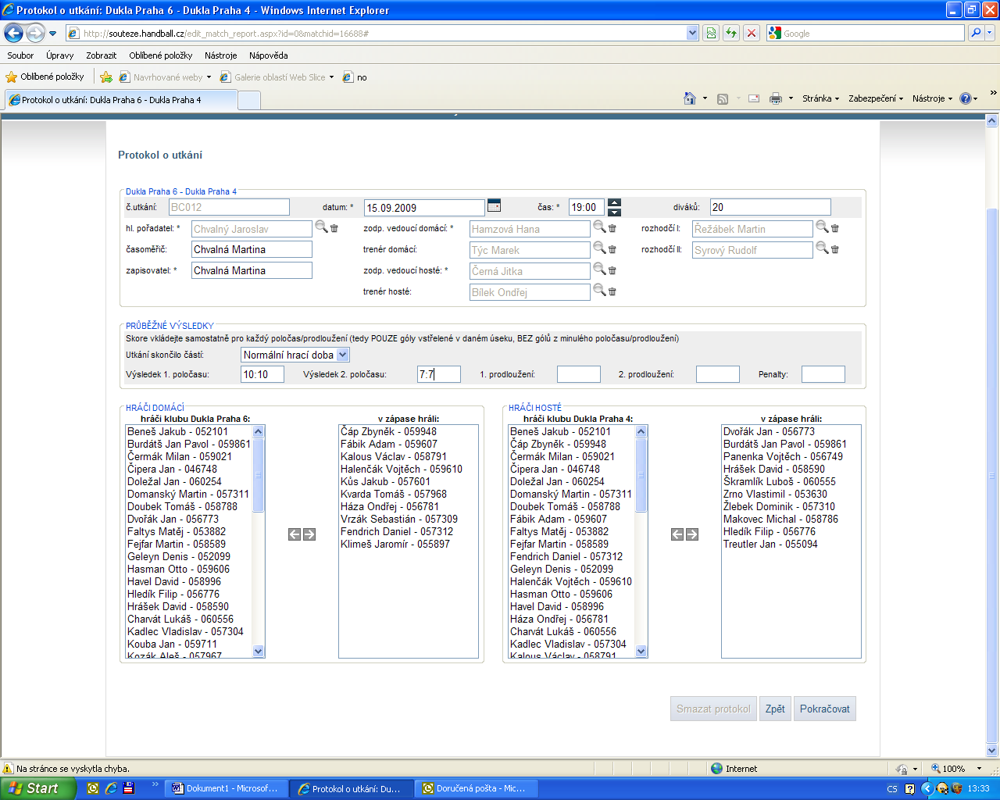 Protokol o utkání: Dukla Praha 6 - Dukla Praha 4 - Windows Internet Explorer
http://souteze.handball.cz/edit_match_report.aspx?id=0&matchid=16688#
Google
Soubor Úpravy Zobrazit Oblíbené položky Nástroje Nápověda
Oblíbené položky Navrhované weby Galerie oblastí Web Slice no
Protokol o utkání: Dukla Praha 6 - Dukla Praha 4
Stránka Zabezpečení Nástroje
Protokol o utkání
Dukla Praha 6 - Dukla Praha 4
č.utkání: BC012 datum: * 15.09.2009 čas: * 19:00 diváků: 20
hl. pořadatel: * Chvalný Jaroslav zodp. vedoucí domácí: * Hamzová Hana rozhodčí I: Řežábek Martin
časoměřič: Chvalná Martina trenér domácí: Týc Marek rozhodčí II: Syrový Rudolf
zapisovatel: * Chvalná Martina zodp. vedoucí hosté: * Černá Jitka
trenér hosté: Bílek Ondřej
PRŮBĚŽNÉ VÝSLEDKY
Skore vkládejte samostatně pro každý poločas/prodloužení (tedy POUZE góly vstřelené v daném úseku, BEZ gólů z minulého poločasu/prodloužení)
Utkání skončilo částí: Normální hrací doba
Výsledek 1. poločasu: 10:10 Výsledek 2. poločasu: 7:7 1. prodloužení: 2. prodloužení: Penalty:
HRÁČI DOMÁCÍ
hráči klubu Dukla Praha 6:
Beneš Jakub - 052101
Burdátš Jan Pavol - 059861
Čermák Milan - 059021
Čipera Jan - 046748
Doležal Jan - 060254
Domanský Martin - 057311
Doubek Tomáš - 058788
Dvořák Jan - 056773
Faltys Matěj - 053882
Fejfar Martin - 058589
Geleyn Denis - 052099
Hasman Otto - 059606
Havel David - 058996
Hledík Filip - 056776
Hrášek David - 058590
Charvát Lukáš - 060556
Kadlec Vladislav - 057304
Kouba Jan - 059711
Kozák Aleš - 057967
v zápase hráli:
Čáp Zbyněk - 059948
Fábik Adam - 059607
Kalous Václav - 058791
Halenčák Vojtěch - 059610
Kůs Jakub - 057601
Kvarda Tomáš - 057968
Háza Ondřej - 056781
Vrzák Sebastián - 057309
Fendrich Daniel - 057312
Klimeš Jaromír - 055897
HRÁČI HOSTÉ
hráči klubu Dukla Praha 4:
Beneš Jakub - 052101
Čáp Zbyněk - 059948
Čermák Milan - 059021
Čipera Jan - 046748
Doležal Jan - 060254
Domanský Martin - 057311
Doubek Tomáš - 058788
Fábik Adam - 059607
Faltys Matěj - 053882
Fejfar Martin - 058589
Fendrich Daniel - 057312
Geleyn Denis - 052099
Halenčák Vojtěch - 059610
Hasman Otto - 059606
Havel David - 058996
Háza Ondřej - 056781
Charvát Lukáš - 060556
Kadlec Vladislav - 057304
Kalous Václav - 058791
v zápase hráli:
Dvořák Jan - 056773
Burdátš Jan Pavol - 059861
Panenka Vojtěch - 056749
Hrášek David - 058590
Škramlík Luboš - 060555
Zrno Vlastimil - 053630
Žlebek Dominik - 057310
Makovec Michal - 058786
Hledík Filip - 056776
Treutler Jan - 055094
Smazat protokol Zpět Pokračovat
Na stránce se vyskytla chyba. Internet 100%
Start Dokument1 - Microsof... Protokol o utkání: Du... Doručená pošta - Mic... CS 13:33